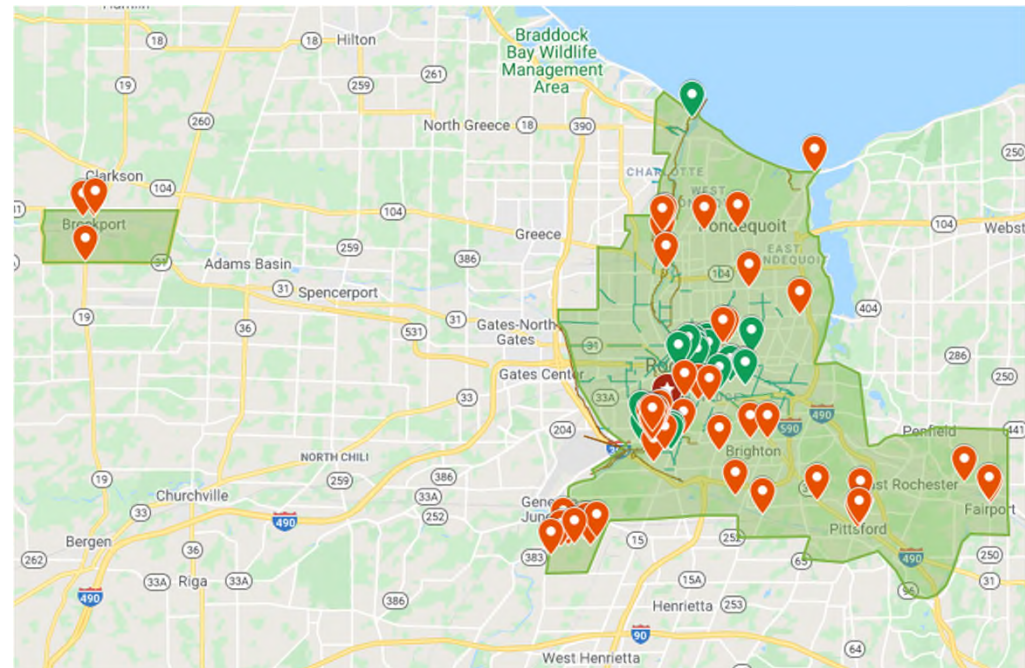 Hamlin
18
18
Hilton
Braddock
Bay Wildlife
Management
Area
261
19
259
260
North Greece
18
390
250
CHARLOTTE
Clarkson
104
WEST
104
Brockport
104
Webst
Greece
259
EAST
386
104
Adams Basin
31
Spencerport
404
19
31
36
531
Gates-North
Gates
31
286
Gates Center
250
33
33A
204
490
590
441
Penfield
NORTH CHILI
Brighton
19
259
386
Churchville
33A
252
33
490
East Rochester
Fairport
Pittsford
Bergen
15
252
262
36
383
65
490
250
33A
Riga
33A
15A
31
96
490
386
Henrietta
253
90
64
West Henrietta